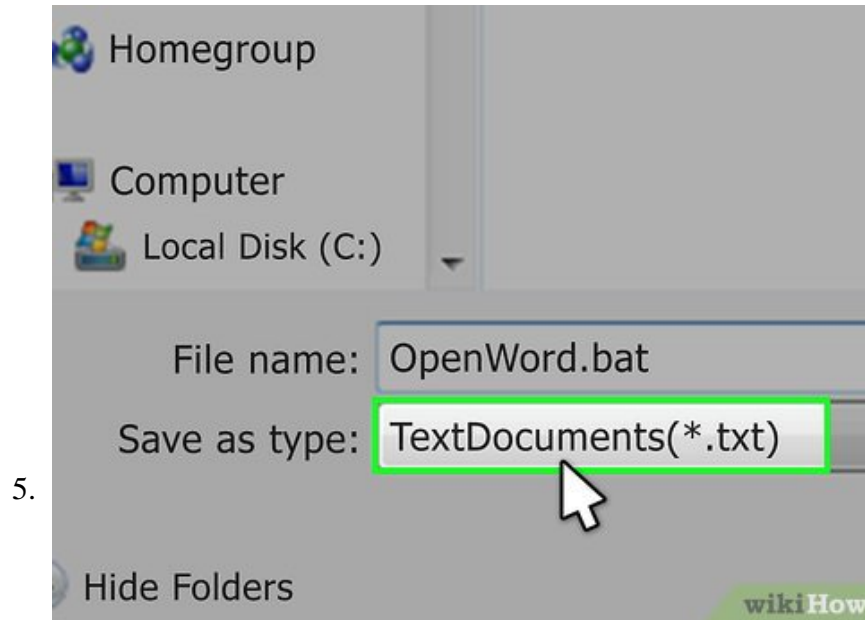 Homegroup
Computer
Local Disk (C:)
File name: OpenWord.bat
Save as type: TextDocuments(*.txt)
5.
Hide Folders
wikiHow